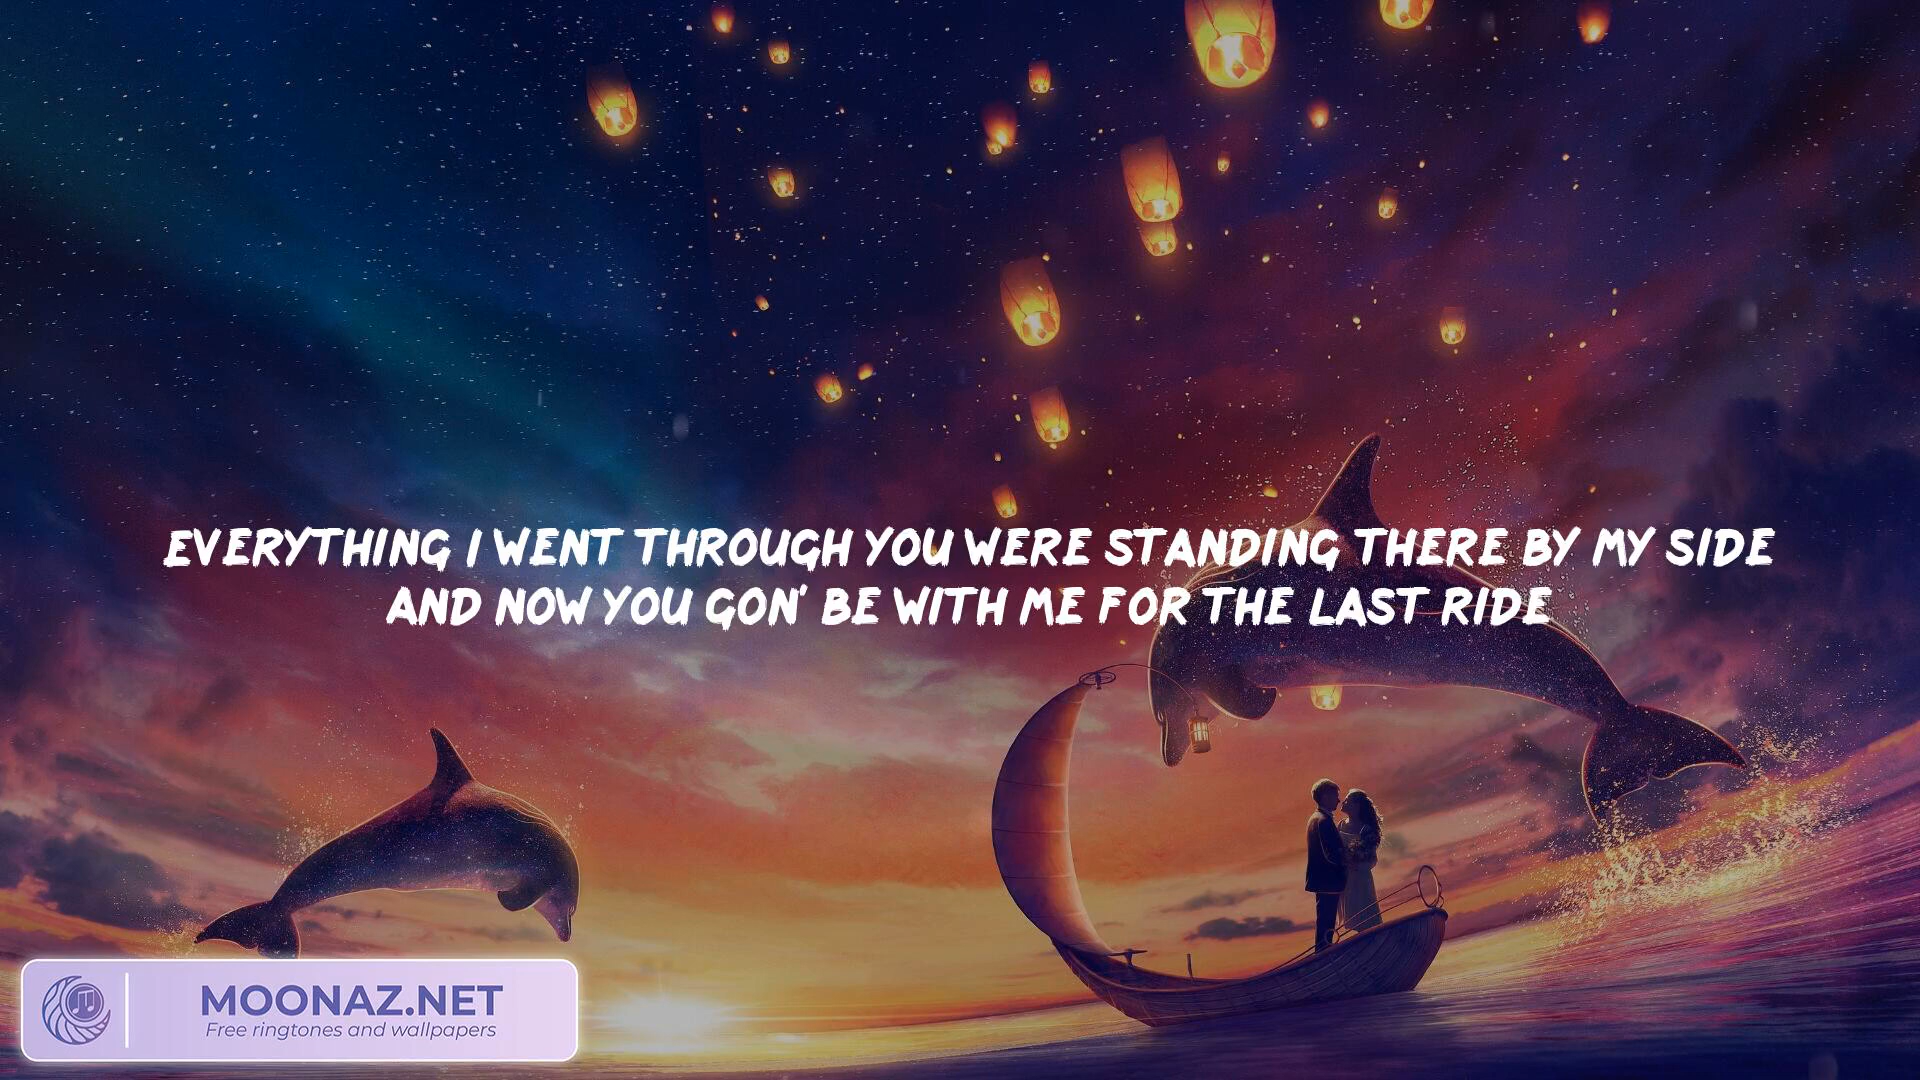 EVERYTHING I WENT THROUGH YOU WERE STANDING THERE BY MY SIDE
AND NOW YOU GON' BE WITH ME FOR THE LAST RIDE
MOONAZ.NET
Free ringtones and wallpapers